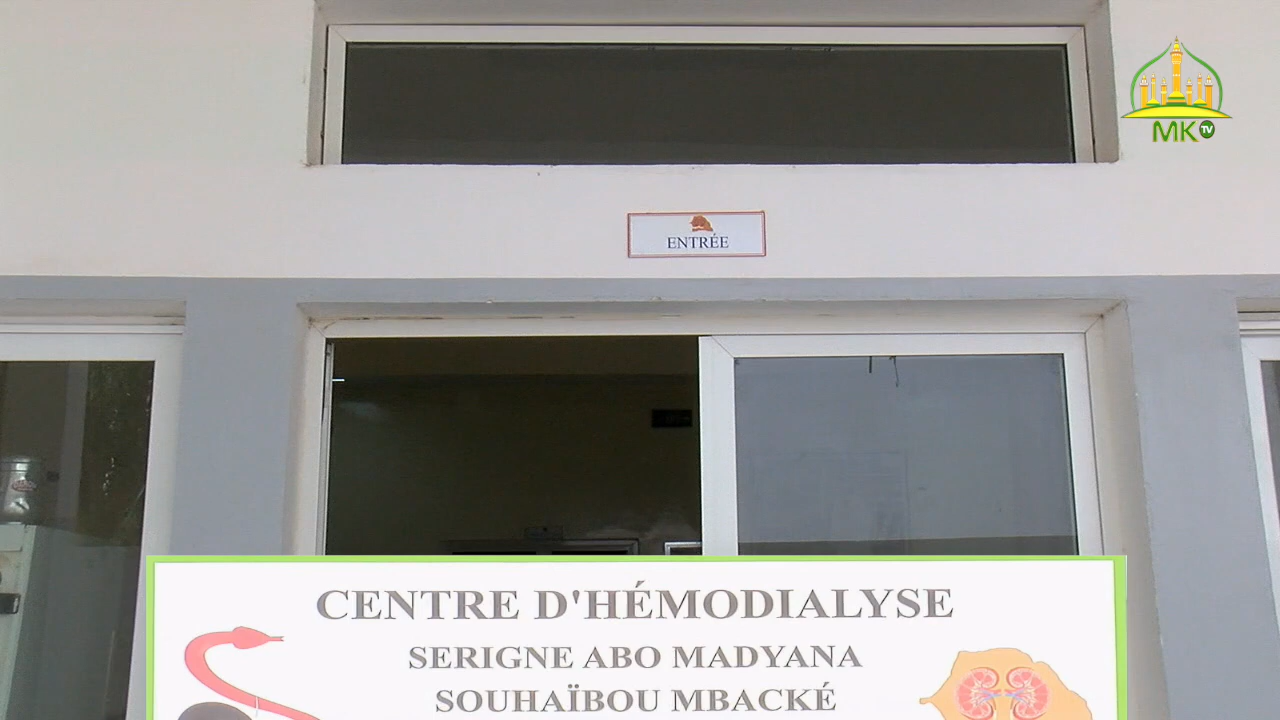 MK TV
ENTRÉE
CENTRE D'HÉMODIALYSE
SERIGNE ABO MADYANA
SOUHAÏBOU MBACKÉ